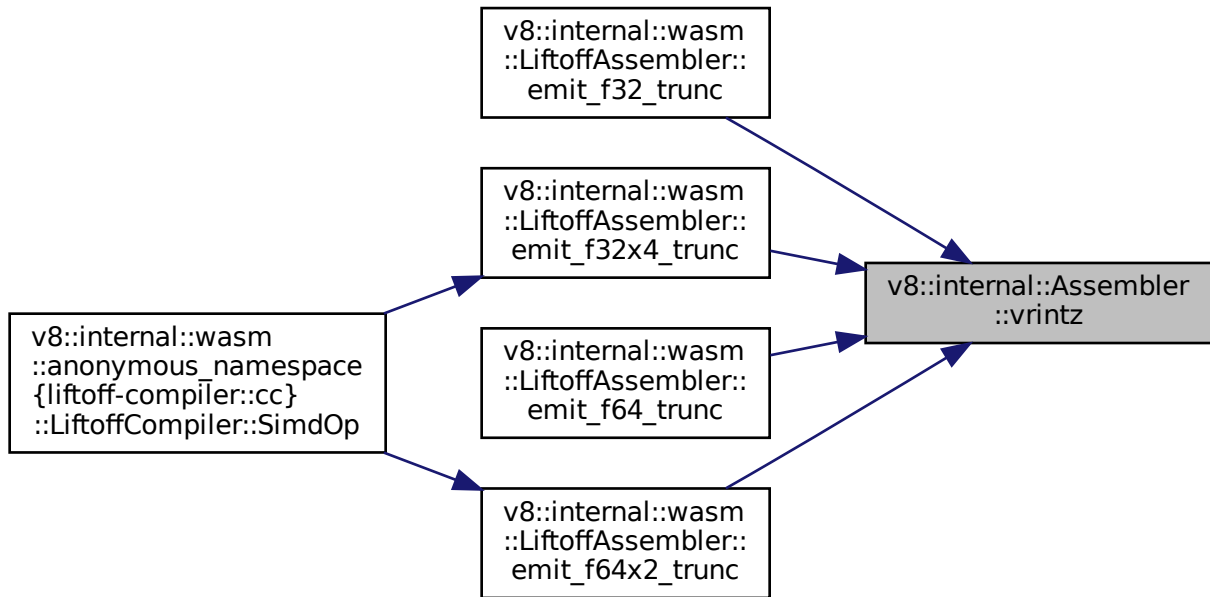 v8::internal::wasm
::LiftoffAssembler::
emit_f32_trunc
v8::internal::wasm
::LiftoffAssembler::
emit_f32x4_trunc
v8::internal::Assembler
::vrintz
v8::internal::wasm
::anonymous_namespace
{liftoff-compiler::cc}
::LiftoffCompiler::SimdOp
v8::internal::wasm
::LiftoffAssembler::
emit_f64_trunc
v8::internal::wasm
::LiftoffAssembler::
emit_f64x2_trunc